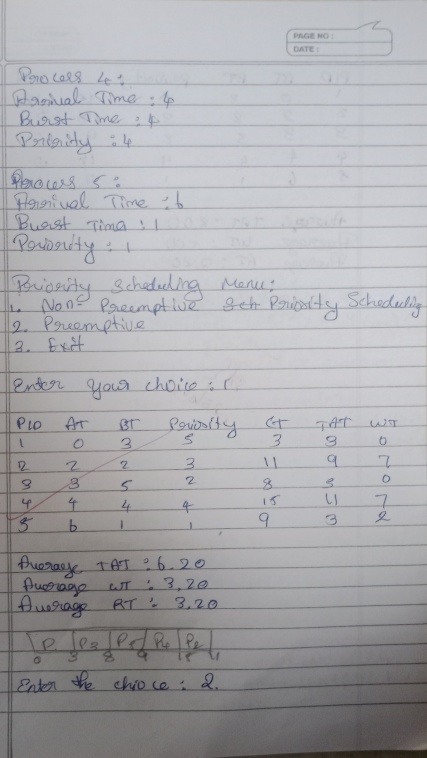 PAGE NO :
DATE :
Process 4 :
Arrival Time : 4
Burst Time : 4
Priority : 4
Process 5 :
Arrival Time : 6
Burst Time : 1
Priority : 1
Priority Scheduling Menu:
1. Non-Preemptive Priority Scheduling
2. Preemptive
3. Exit
Enter your choice : 1
PID AT BT Priority CT TAT WT
1 0 3 5 3 3 0
2 2 2 3 11 9 7
3 3 5 2 8 5 0
4 4 4 4 15 11 7
5 6 1 1 9 3 2
Average TAT : 6.20
Average WT : 3.20
Average RT : 3.20
P3 P5
0 3 8 9
Enter the choice : 2.